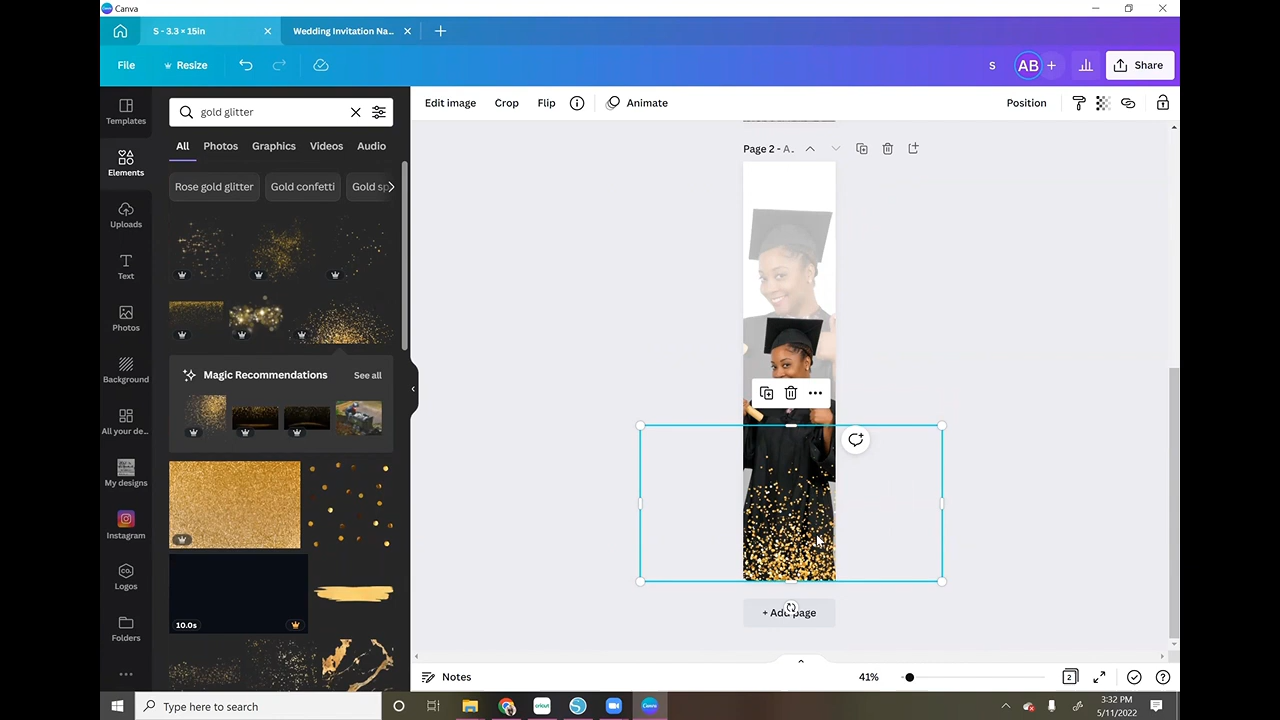 Canva
S - 3.3 × 15in
Wedding Invitation Na...
File
Resize
S
AB
Share
Templates
Elements
Uploads
Text
Photos
Background
All your de...
My designs
Instagram
Logos
Folders
gold glitter
All
Photos
Graphics
Videos
Audio
Rose gold glitter
Gold confetti
Gold sp
Magic Recommendations
See all
10.0s
Edit image
Crop
Flip
Animate
Position
Page 2 - A..
+ Add page
Notes
41%
2
Type here to search
3:32 PM
5/11/2022